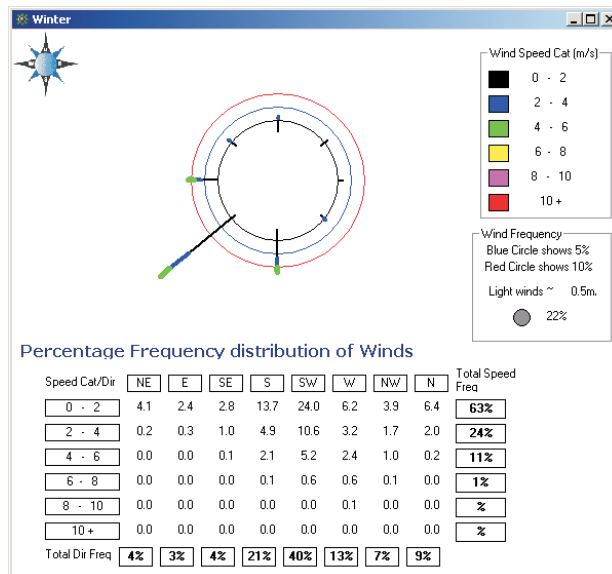 Winter
Wind Speed Cat (m/s)
0 - 2
2 - 4
4 - 6
6 - 8
8 - 10
10 +
Wind Frequency
Blue Circle shows 5%
Red Circle shows 10%
Light winds ~ 0.5m.
22%
Percentage Frequency distribution of Winds
Speed Cat/Dir NE E SE S SW W NW N Total Speed Freq
0 - 2 4.1 2.4 2.8 13.7 24.0 6.2 3.9 6.4 63%
2 - 4 0.2 0.3 1.0 4.9 10.6 3.2 1.7 2.0 24%
4 - 6 0.0 0.0 0.1 2.1 5.2 2.4 1.0 0.2 11%
6 - 8 0.0 0.0 0.0 0.1 0.6 0.6 0.1 0.0 1%
8 - 10 0.0 0.0 0.0 0.0 0.0 0.1 0.0 0.0 %
10 + 0.0 0.0 0.0 0.0 0.0 0.0 0.0 0.0 %
Total Dir Freq 4% 3% 4% 21% 40% 13% 7% 9%